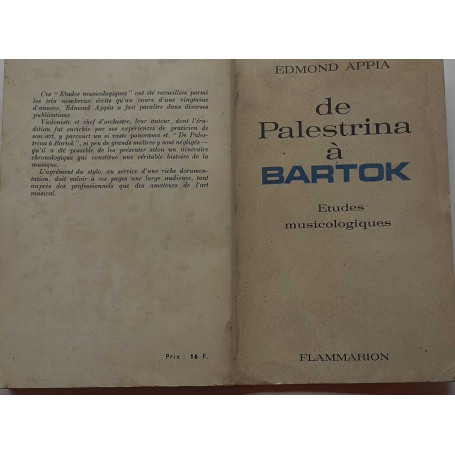 Ces "Etudes musicologiques" ont été recueillies parmi
les très nombreux écrits qu'au cours d'une vingtaine
d'années, Edmond Appia a fait paraître dans diverses
publications.
Violoniste et chef d'orchestre, leur auteur, dont l'éru-
dition fut enrichie par ses expériences de praticien de
son art, y parcourt un si vaste panorama et "De Pales-
trina à Bartok", si peu de grands maîtres y sont négligés
qu'il a été possible de les présenter selon un itinéraire
chronologique qui constitue une véritable histoire de la
musique.
L'agrément du style, au service d'une riche documen-
tation, doit valoir à ces pages une large audience, tant
auprès des professionnels que des amateurs de l'art
musical.
Prix : 16 F.
EDMOND APPIA
de
Palestrina
à
BARTOK
Etudes
musicologiques
FLAMMARION